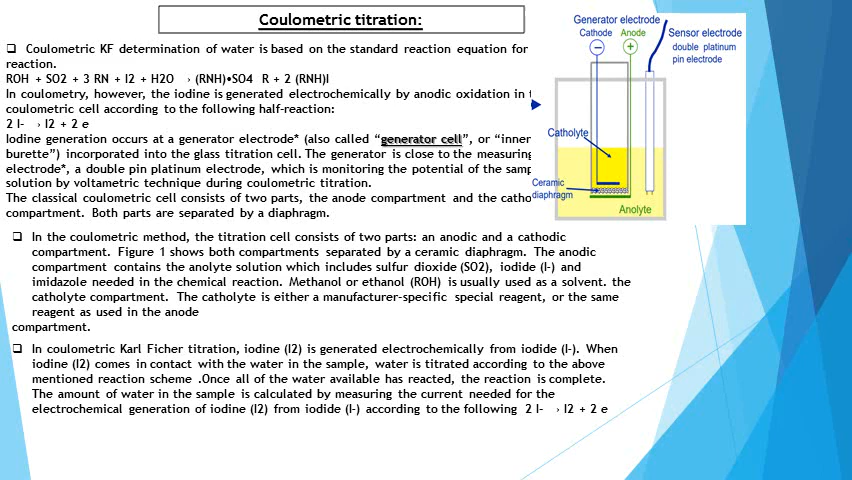 Coulometric titration:
❑ Coulometric KF determination of water is based on the standard reaction equation for
reaction.
ROH + SO2 + 3 RN + I2 + H2O → (RNH)•SO4 R + 2 (RNH)I
In coulometry, however, the iodine is generated electrochemically by anodic oxidation in
coulometric cell according to the following half-reaction:
2 I- → I2 + 2 e
Iodine generation occurs at a generator electrode* (also called “generator cell”, or “inner
burette”) incorporated into the glass titration cell. The generator is close to the measuring
electrode*, a double pin platinum electrode, which is monitoring the potential of the samp
solution by voltametric technique during coulometric titration.
The classical coulometric cell consists of two parts, the anode compartment and the catho
compartment. Both parts are separated by a diaphragm.
Generator electrode
Cathode Anode
Sensor electrode
double platinum
pin electrode
− +
Catholyte
Ceramic
diaphragm
Anolyte
❑ In the coulometric method, the titration cell consists of two parts: an anodic and a cathodic
compartment. Figure 1 shows both compartments separated by a ceramic diaphragm. The anodic
compartment contains the anolyte solution which includes sulfur dioxide (SO2), iodide (I-) and
imidazole needed in the chemical reaction. Methanol or ethanol (ROH) is usually used as a solvent. the
catholyte compartment. The catholyte is either a manufacturer-specific special reagent, or the same
reagent as used in the anode
compartment.
❑ In coulometric Karl Ficher titration, iodine (I2) is generated electrochemically from iodide (I-). When
iodine (I2) comes in contact with the water in the sample, water is titrated according to the above
mentioned reaction scheme .Once all of the water available has reacted, the reaction is complete.
The amount of water in the sample is calculated by measuring the current needed for the
electrochemical generation of iodine (I2) from iodide (I-) according to the following 2 I- → I2 + 2 e